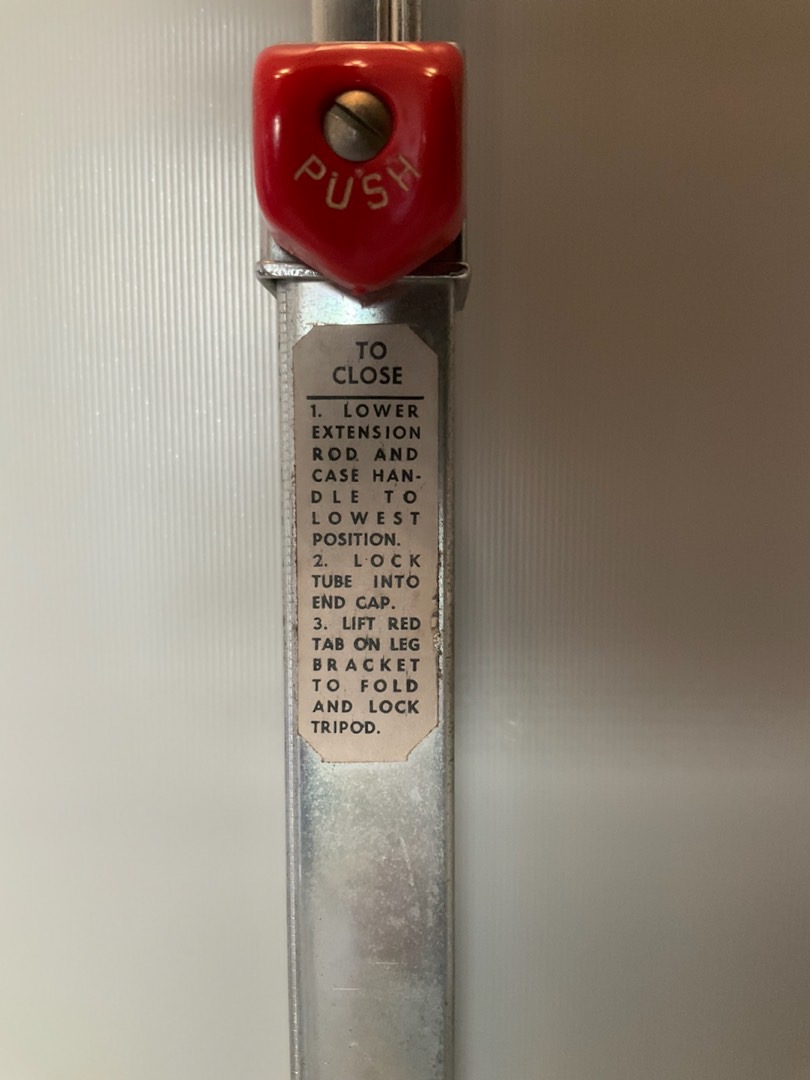 PUSH
TO
CLOSE
1. LOWER
EXTENSION
ROD AND
CASE HAN-
DLE TO
LOWEST
POSITION.
2. LOCK
TUBE INTO
END CAP.
3. LIFT RED
TAB ON LEG
BRACKET
TO FOLD
AND LOCK
TRIPOD.